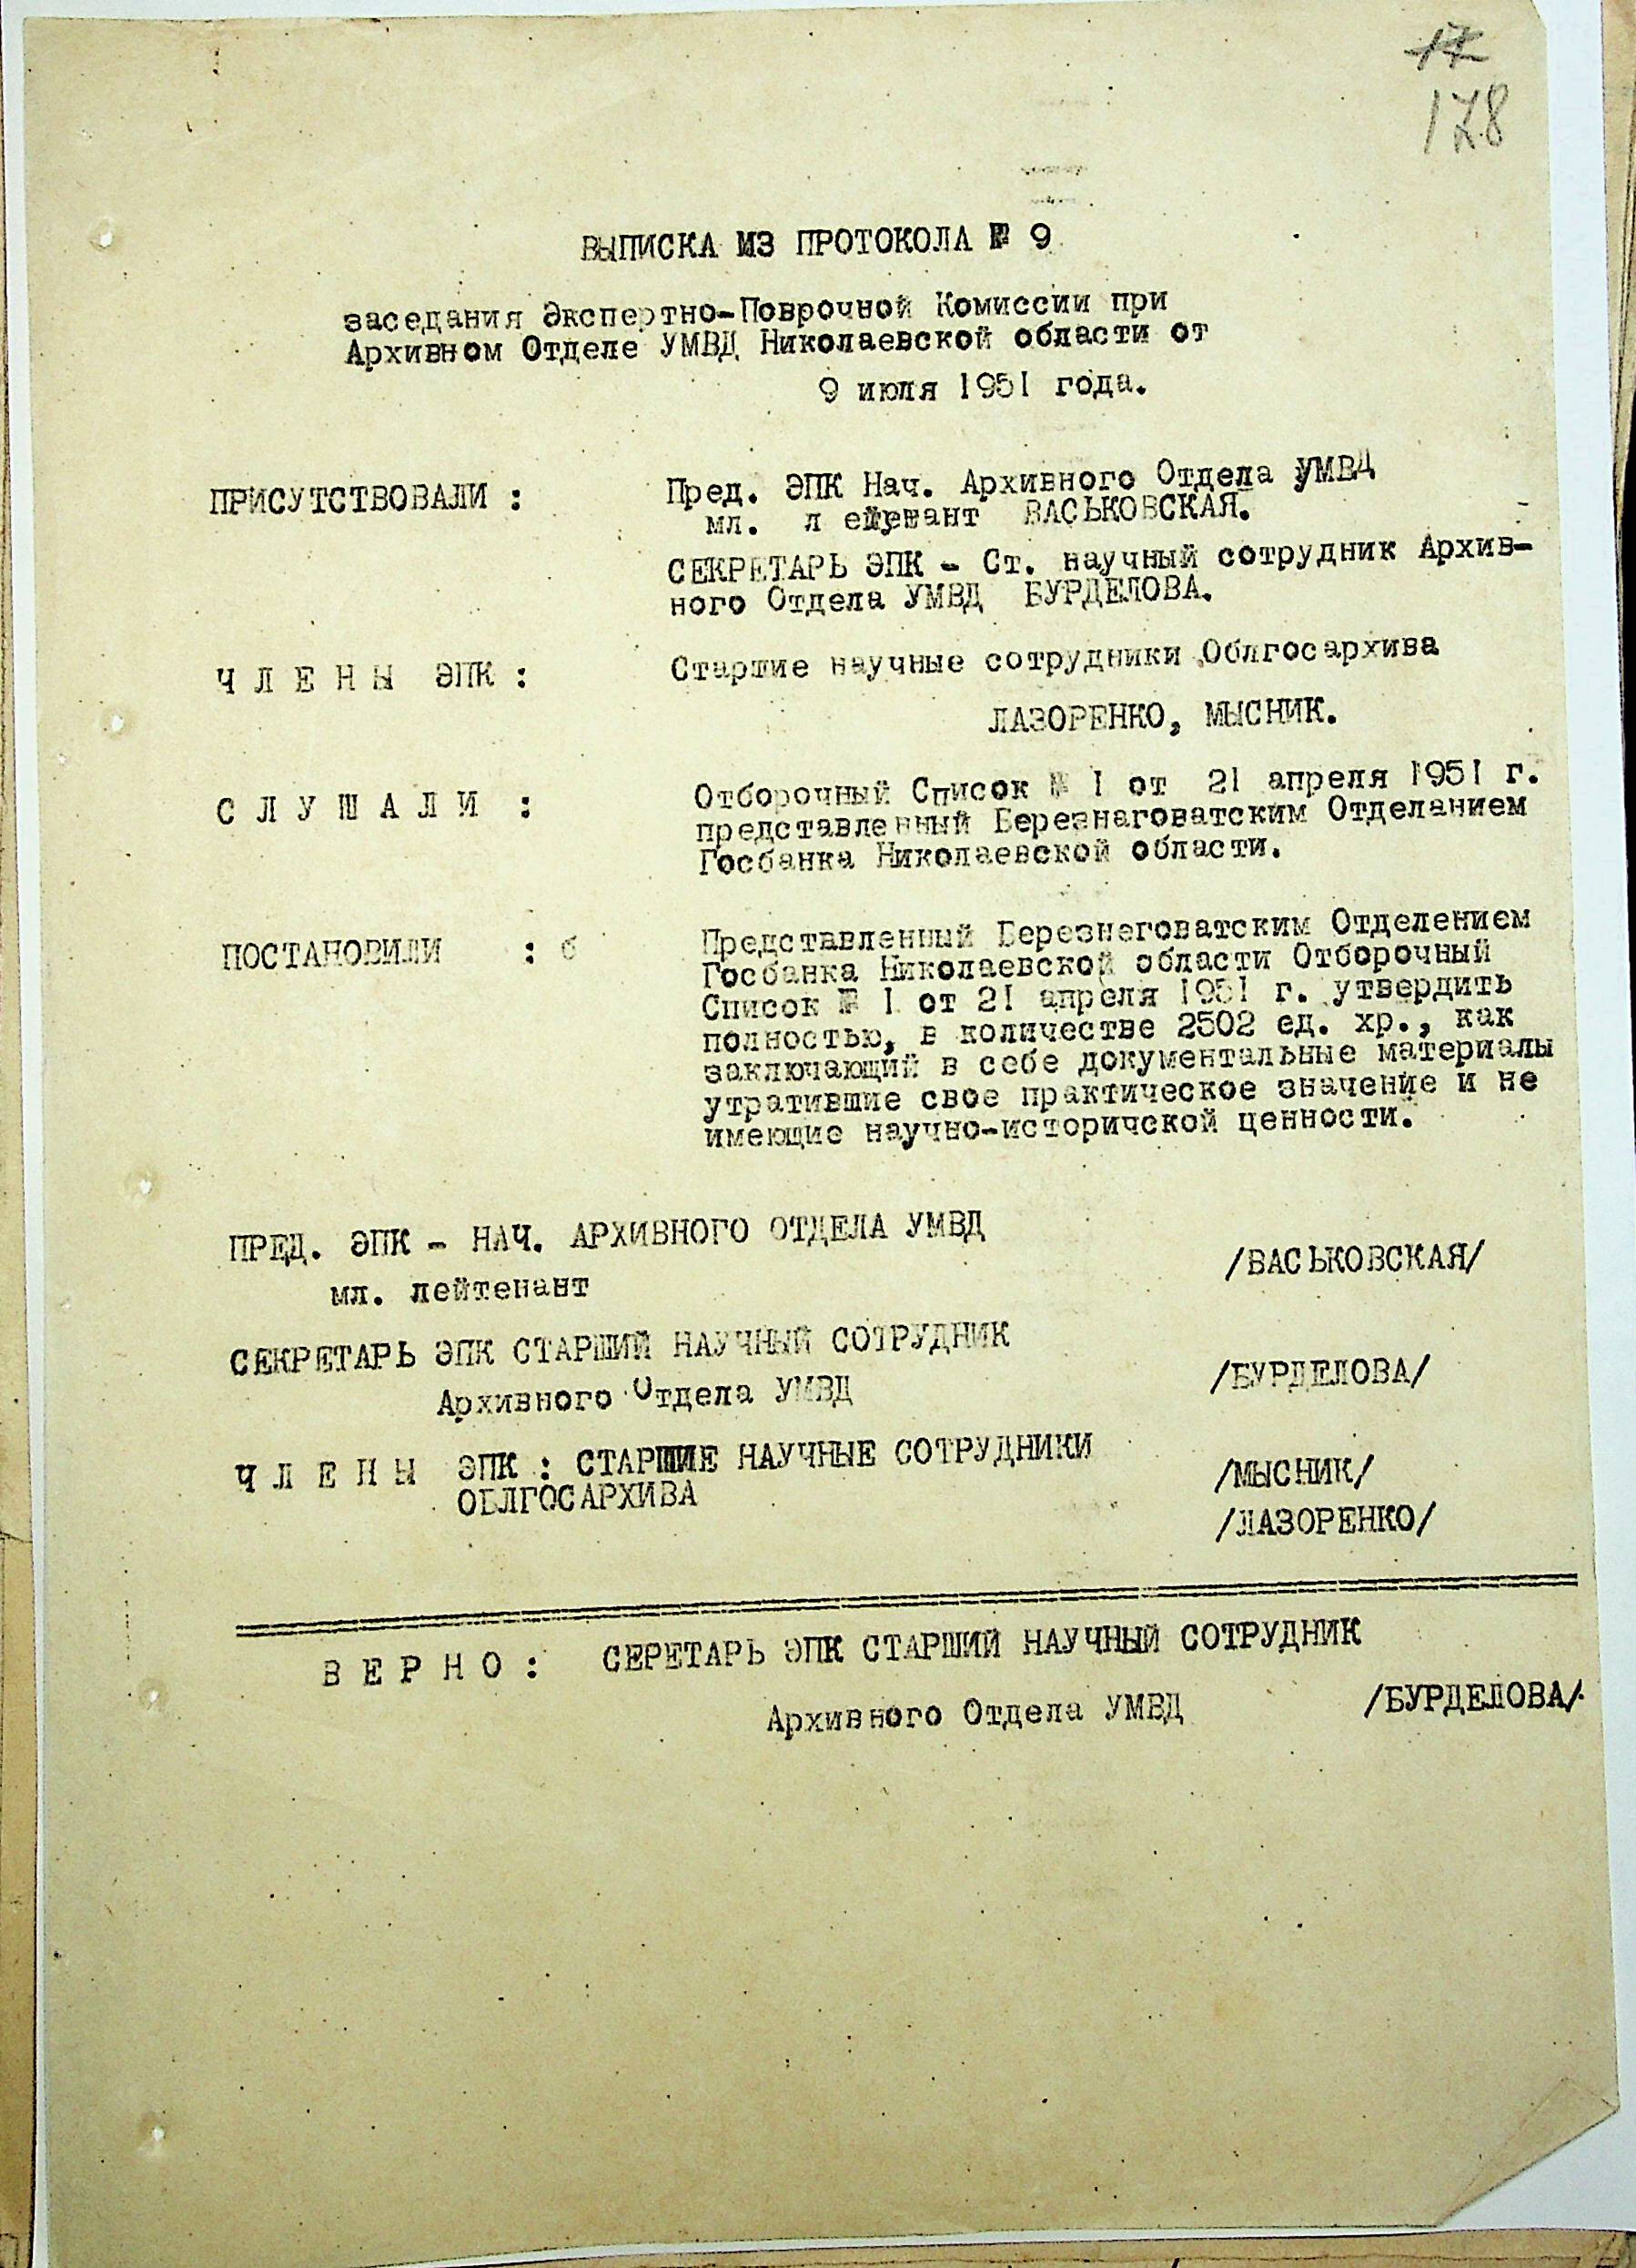 17
178
ВЫПИСКА ИЗ ПРОТОКОЛА № 9
заседания Экспертно-Поврочной Комиссии при
Архивном Отделе УМВД Николаевской области от
9 июля 1951 года.
ПРИСУТСТВОВАЛИ : Пред. ЭПК Нач. Архивного Отдела УМВД
мл. ВАСЬКОВСКАЯ.
СЕКРЕТАРЬ ЭПК - Ст. научный сотрудник Архив-
ного Отдела УМВД БУРДЕЛОВА.
Ч Л Е Н Ы ЭПК : Старшие научные сотрудники Облгосархива
ЛАЗОРЕНКО, МЫСНИК.
С Л У Ш А Л И : Отборочный Список № 1 от 21 апреля 1951 г.
представленный Березнаговатским Отделанием
Госбанка Николаевской области.
ПОСТАНОВИЛИ : б Представленный Березнеговатским Отделением
Госбанка Николаевской области Отборочный
Список № 1 от 21 апреля 1951 г. утвердить
полностью, в количестве 2502 ед. хр., как
заключающий в себе документальные материалы
утратившие свое практическое значение и не
имеющие научно-историчской ценности.
ПРЕД. ЭПК - НАЧ. АРХИВНОГО ОТДЕЛА УМВД
мл. лейтенант /ВАСЬКОВСКАЯ/
СЕКРЕТАРЬ ЭПК СТАРШИЙ НАУЧНЫЙ СОТРУДНИК
Архивного Отдела УМВД /БУРДЕЛОВА/
Ч Л Е Н Ы ЭПК : СТАРШИЕ НАУЧНЫЕ СОТРУДНИКИ
ОБЛГОСАРХИВА /МЫСНИК/
/ЛАЗОРЕНКО/
В Е Р Н О : СЕРЕТАРЬ ЭПК СТАРШИЙ НАУЧНЫЙ СОТРУДНИК
Архивного Отдела УМВД /БУРДЕЛОВА/